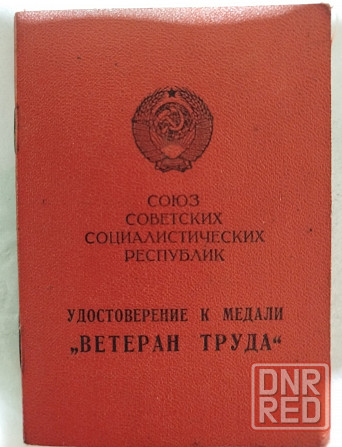 СОЮЗ
СОВЕТСКИХ
СОЦИАЛИСТИЧЕСКИХ
РЕСПУБЛИК
УДОСТОВЕРЕНИЕ К МЕДАЛИ
„ВЕТЕРАН ТРУДА“
DNR
RED